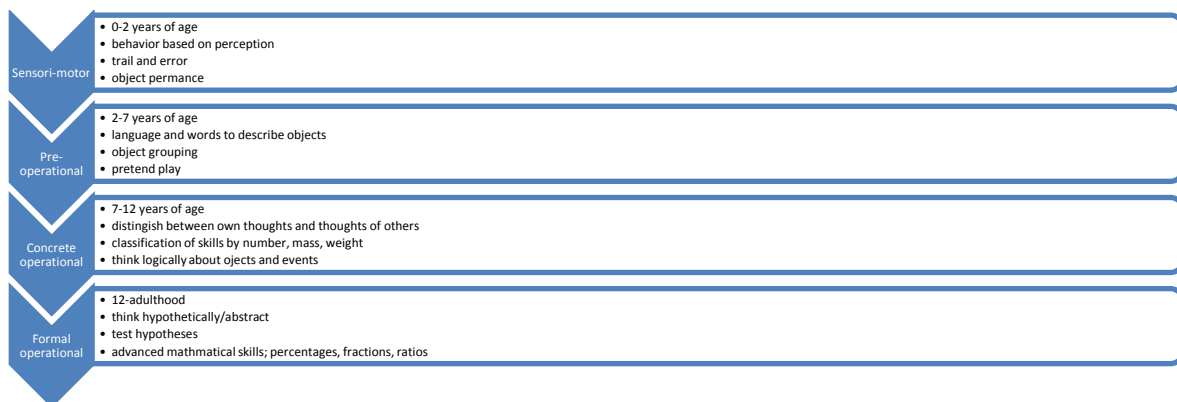 Sensori-motor
• 0-2 years of age
• behavior based on perception
• trail and error
• object permance
Pre-
operational
• 2-7 years of age
• language and words to describe objects
• object grouping
• pretend play
Concrete
operational
• 7-12 years of age
• distingish between own thoughts and thoughts of others
• classification of skills by number, mass, weight
• think logically about ojects and events
Formal
operational
• 12-adulthood
• think hypothetically/abstract
• test hypotheses
• advanced mathmatical skills; percentages, fractions, ratios